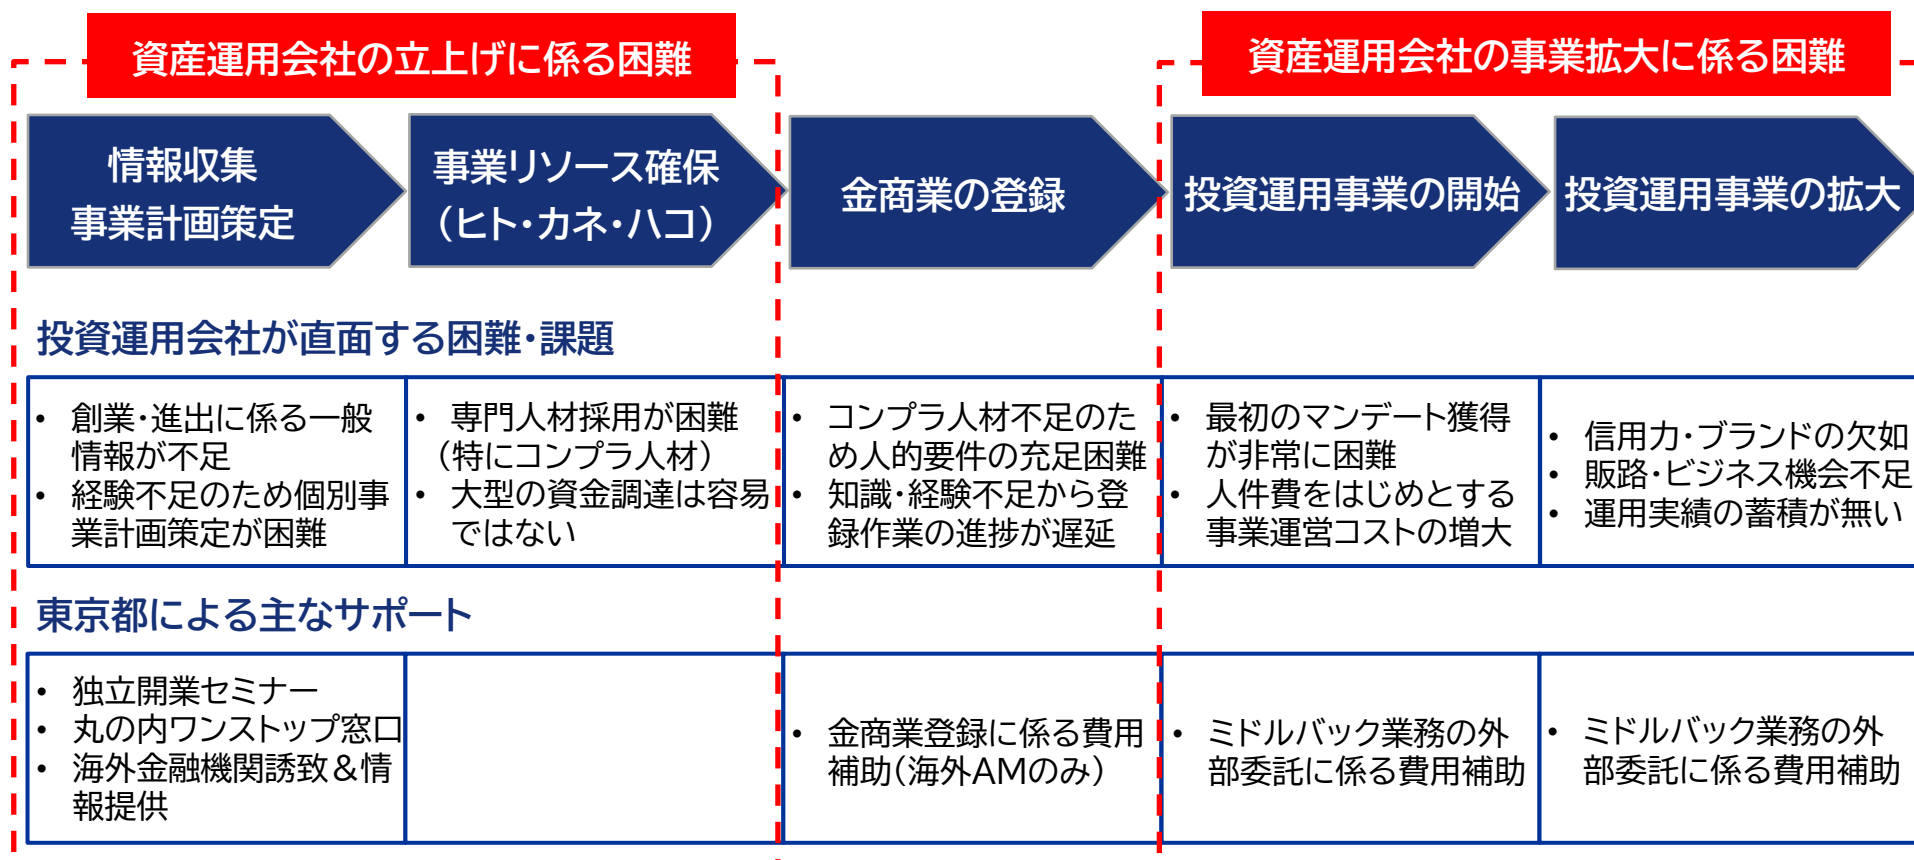 資産運用会社の立上げに係る困難
資産運用会社の事業拡大に係る困難
情報収集
事業計画策定
事業リソース確保
(ヒト・カネ・ハコ)
金商業の登録
投資運用事業の開始
投資運用事業の拡大
投資運用会社が直面する困難・課題
• 創業・進出に係る一般
情報が不足
• 経験不足のため個別事
業計画策定が困難
• 専門人材採用が困難
(特にコンプラ人材)
• 大型の資金調達は容易
ではない
• コンプラ人材不足のた
め人的要件の充足困難
• 知識・経験不足から登
録作業の進捗が遅延
• 最初のマンデート獲得
が非常に困難
• 人件費をはじめとする
事業運営コストの増大
• 信用力・ブランドの欠如
• 販路・ビジネス機会不足
• 運用実績の蓄積が無い
東京都による主なサポート
• 独立開業セミナー
• 丸の内ワンストップ窓口
• 海外金融機関誘致&情
報提供
• 金商業登録に係る費用
補助(海外AMのみ)
• ミドルバック業務の外
部委託に係る費用補助
• ミドルバック業務の外
部委託に係る費用補助